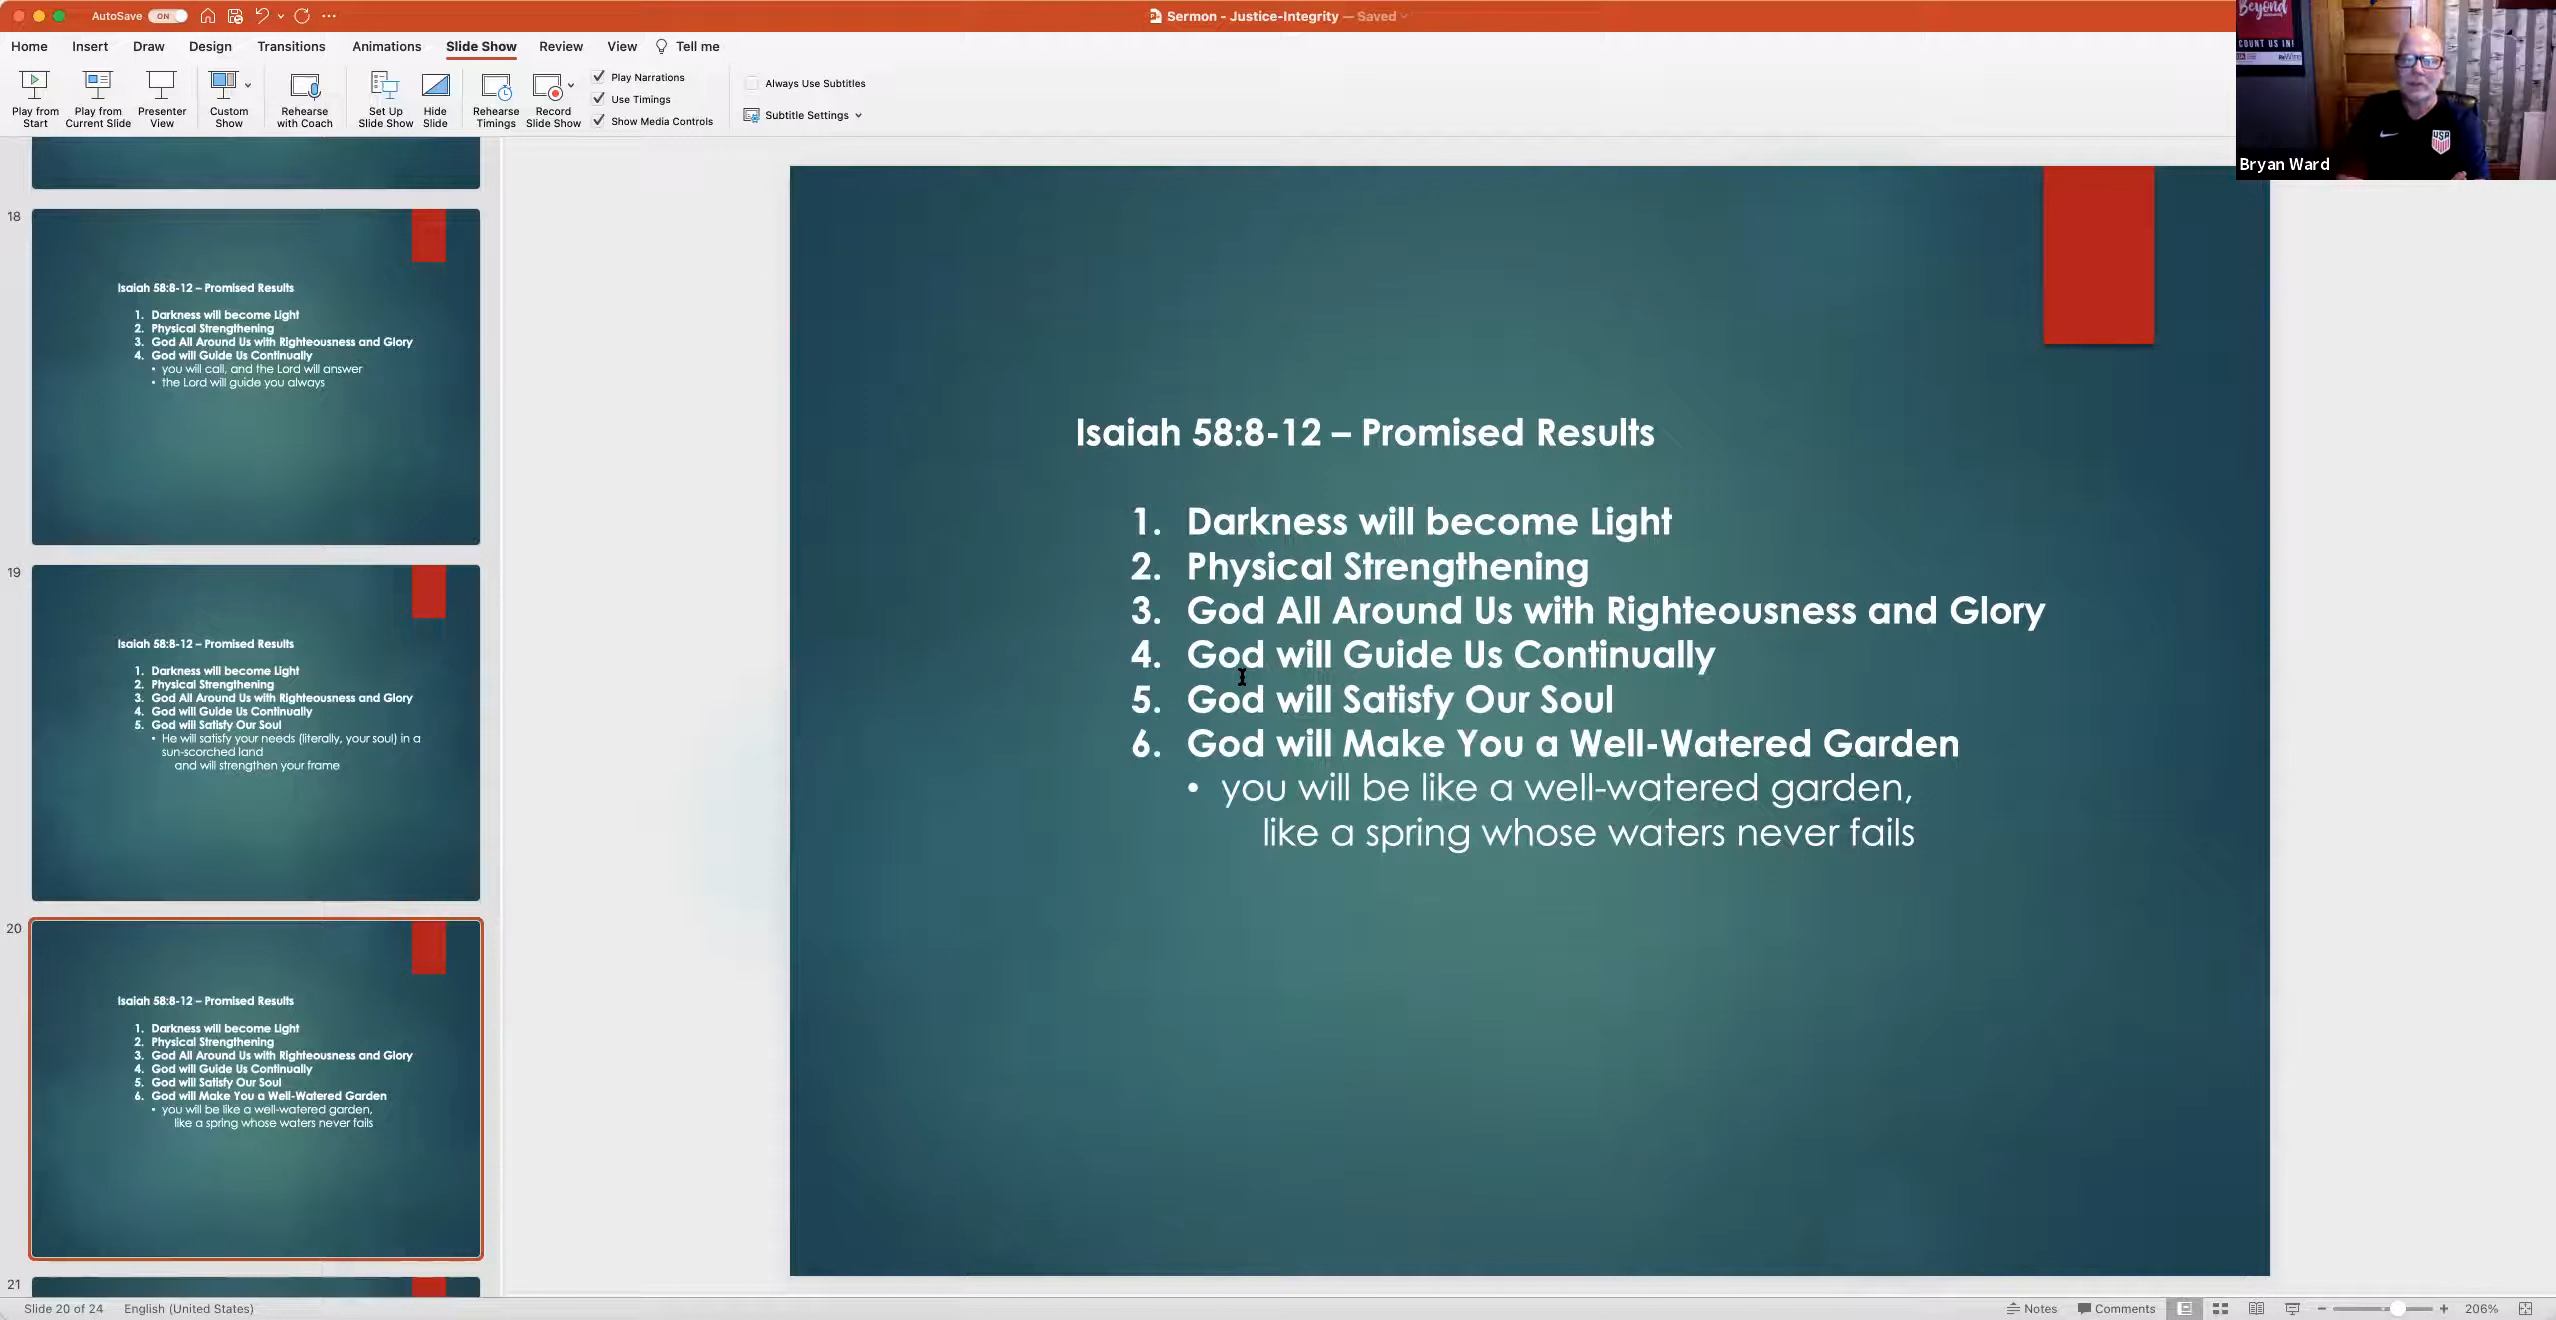 AutoSave ON
Sermon - Justice-Integrity — Saved
Home Insert Draw Design Transitions Animations Slide Show Review View Tell me
Play from Start
Play from Current Slide
Presenter View
Custom Show
Rehearse with Coach
Set Up Slide Show
Hide Slide
Rehearse Timings
Record Slide Show
Play Narrations
Use Timings
Show Media Controls
Always Use Subtitles
Subtitle Settings
Beyond
COUNT US IN!
ReWire
USA
Bryan Ward
18
Isaiah 58:8-12 – Promised Results
1. Darkness will become Light
2. Physical Strengthening
3. God All Around Us with Righteousness and Glory
4. God will Guide Us Continually
• you will call, and the Lord will answer
• the Lord will guide you always
19
Isaiah 58:8-12 – Promised Results
1. Darkness will become Light
2. Physical Strengthening
3. God All Around Us with Righteousness and Glory
4. God will Guide Us Continually
5. God will Satisfy Our Soul
• He will satisfy your needs (literally, your soul) in a
sun-scorched land
and will strengthen your frame
20
Isaiah 58:8-12 – Promised Results
1. Darkness will become Light
2. Physical Strengthening
3. God All Around Us with Righteousness and Glory
4. God will Guide Us Continually
5. God will Satisfy Our Soul
6. God will Make You a Well-Watered Garden
• you will be like a well-watered garden,
like a spring whose waters never fails
21
Isaiah 58:8-12 – Promised Results
1. Darkness will become Light
2. Physical Strengthening
3. God All Around Us with Righteousness and Glory
4. God will Guide Us Continually
5. God will Satisfy Our Soul
6. God will Make You a Well-Watered Garden
• you will be like a well-watered garden,
like a spring whose waters never fails
Slide 20 of 24 English (United States)
Notes Comments 206%